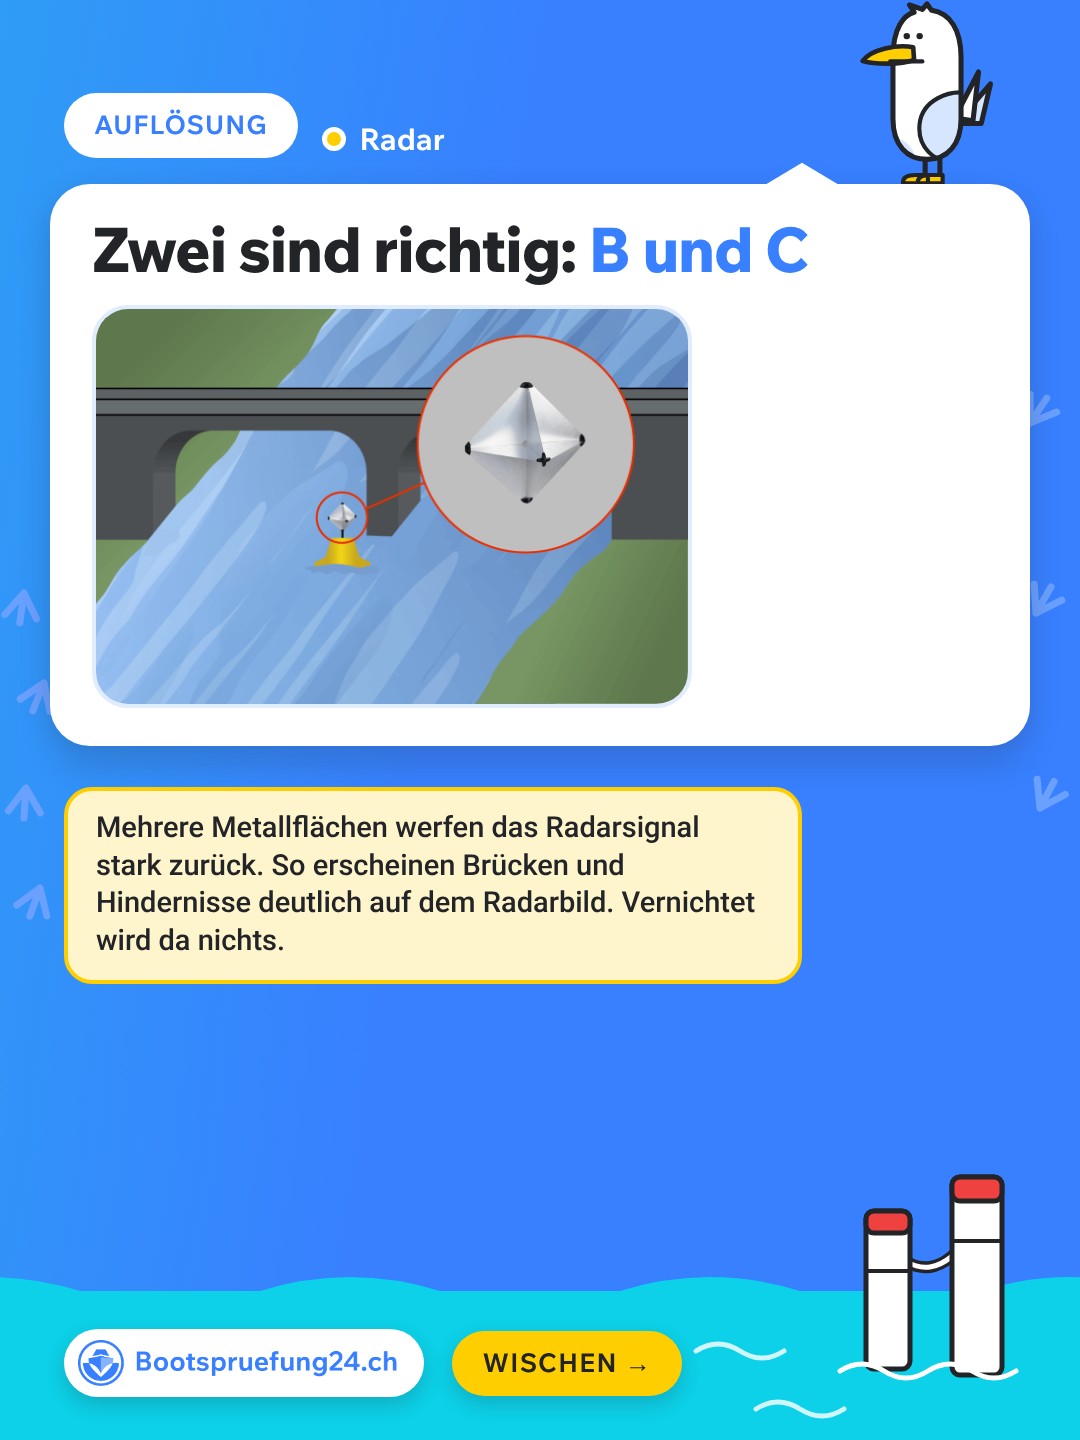 AUFLÖSUNG
Radar
Zwei sind richtig: B und C
Mehrere Metallflächen werfen das Radarsignal
stark zurück. So erscheinen Brücken und
Hindernisse deutlich auf dem Radarbild. Vernichtet
wird da nichts.
Bootspruefung24.ch
WISCHEN →